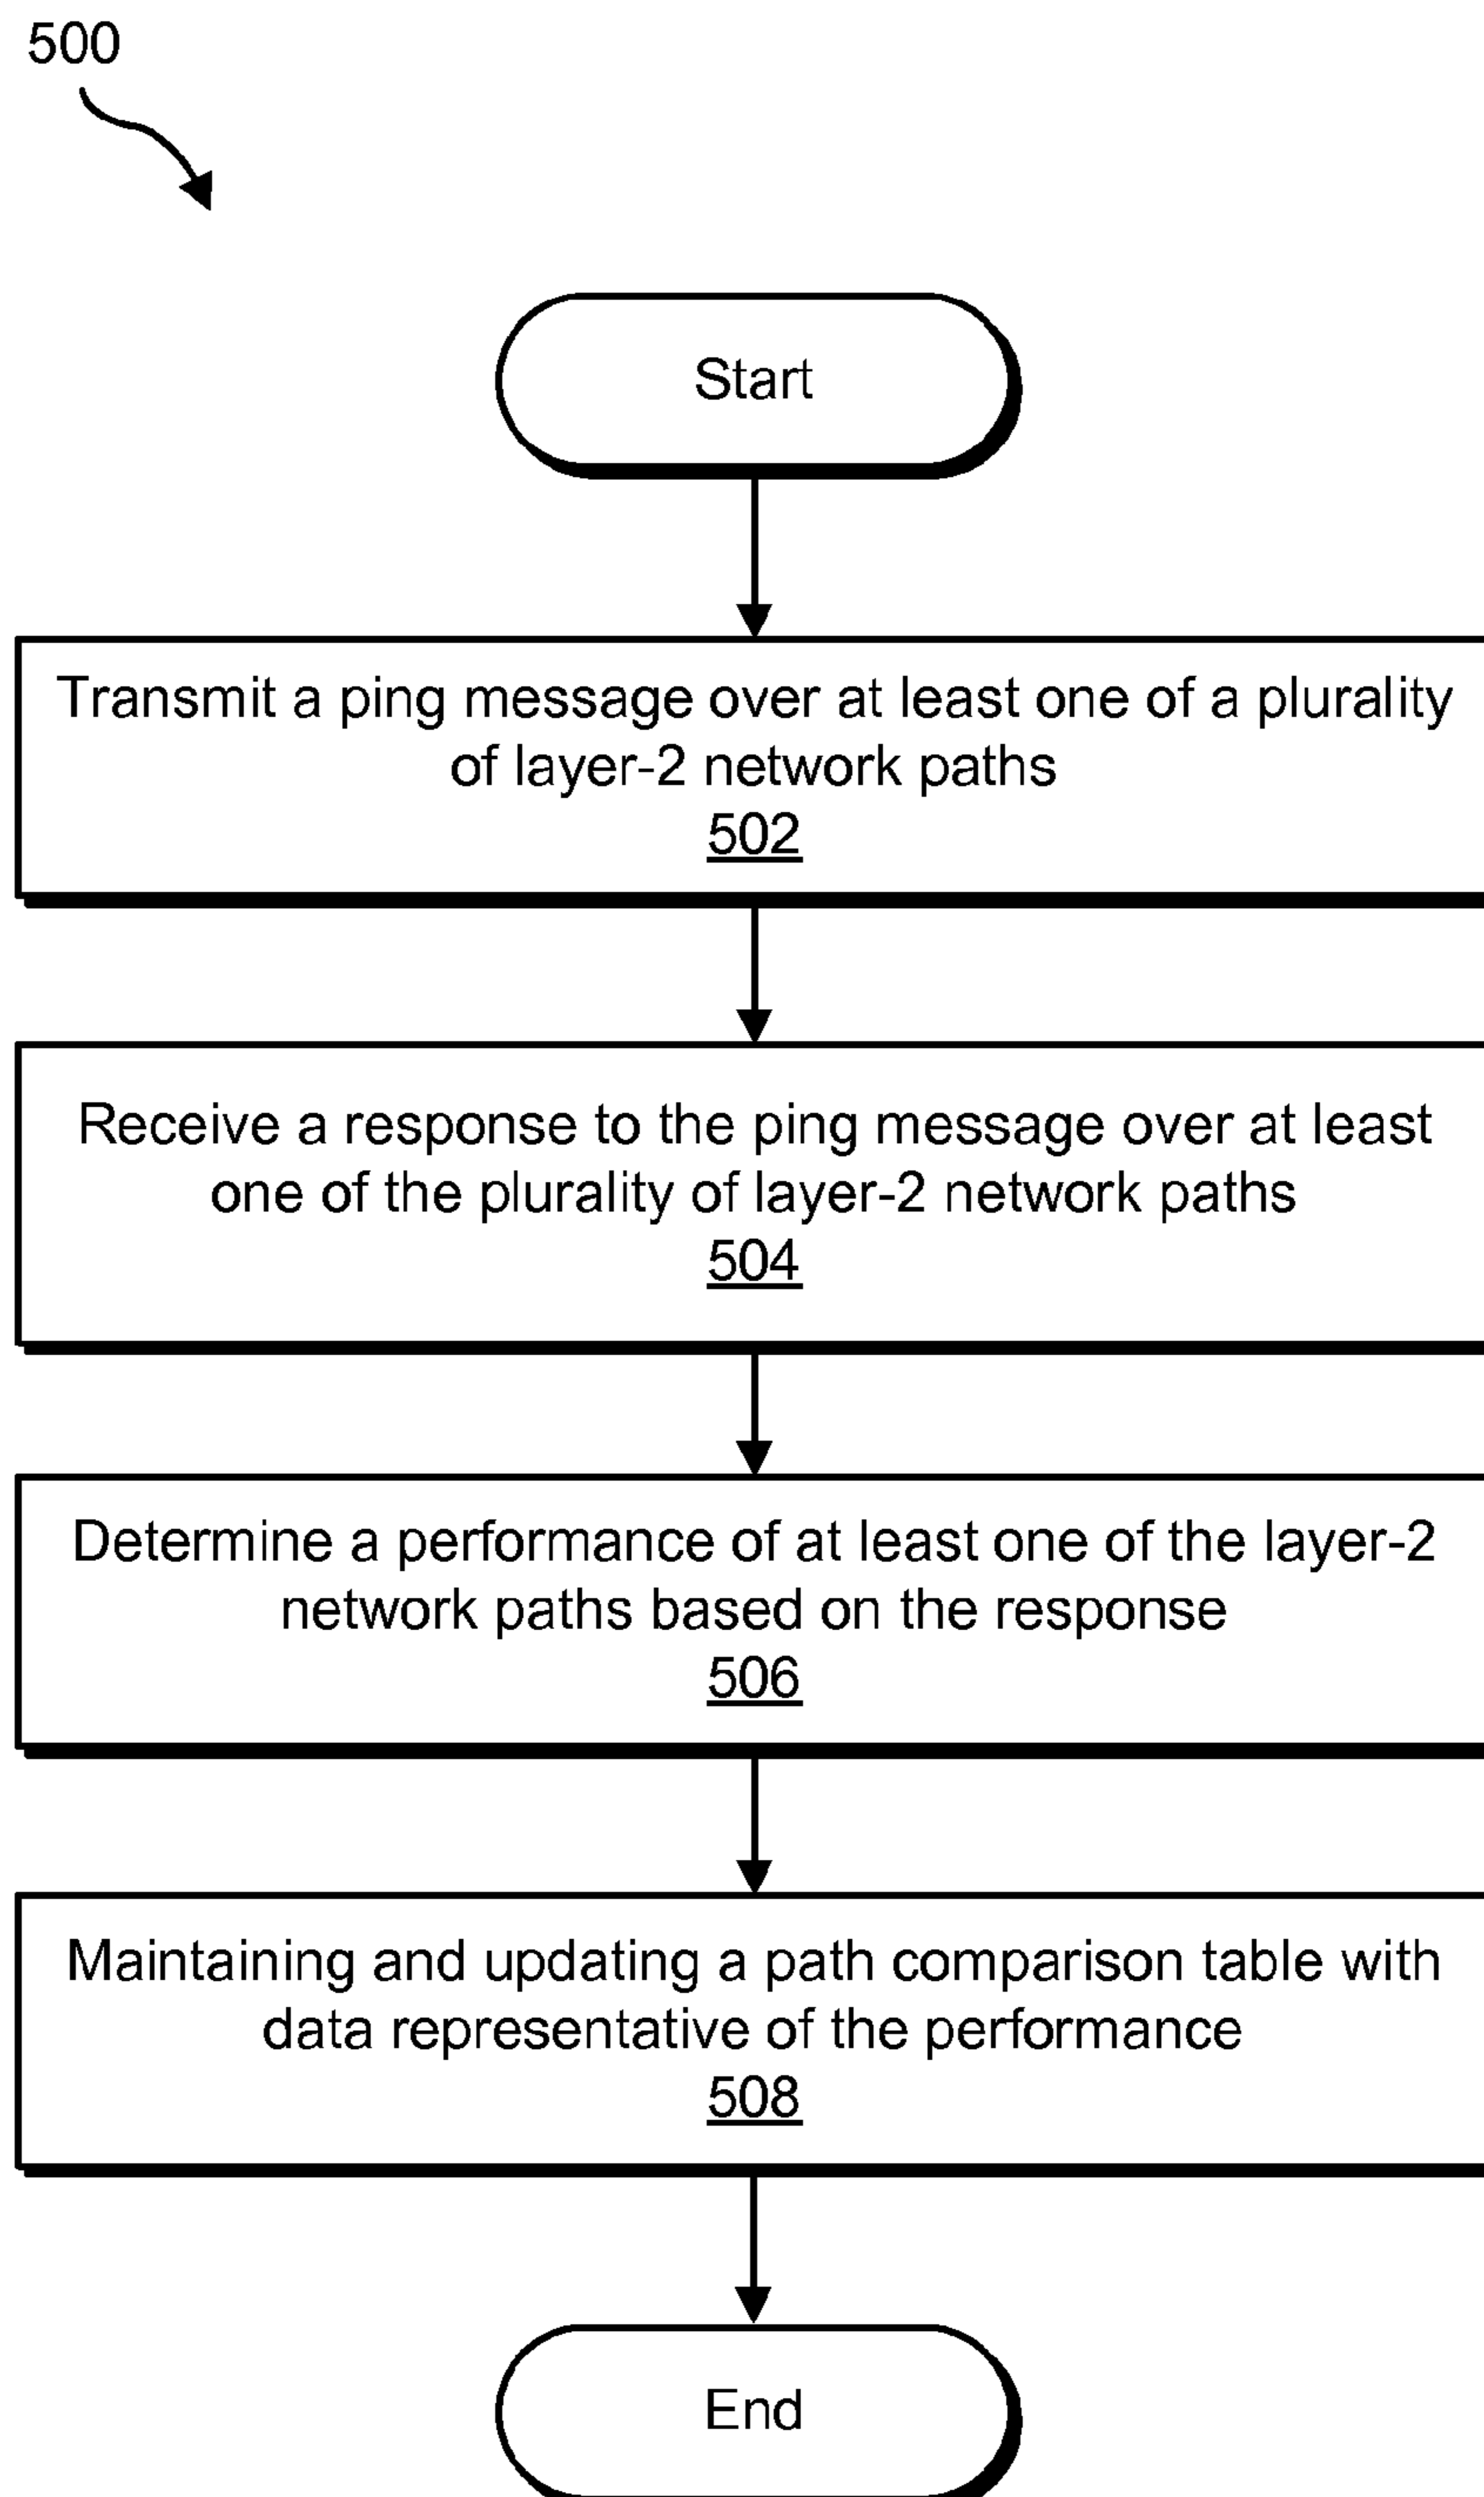 500
Start
Transmit a ping message over at least one of a plurality
of layer-2 network paths
502
Receive a response to the ping message over at least
one of the plurality of layer-2 network paths
504
Determine a performance of at least one of the layer-2
network paths based on the response
506
Maintaining and updating a path comparison table with
data representative of the performance
508
End